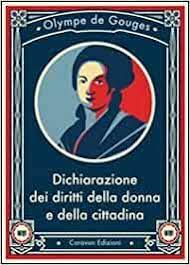 Olympe de Gouges
Dichiarazione
dei diritti della donna
e della cittadina
Caravan Edizioni